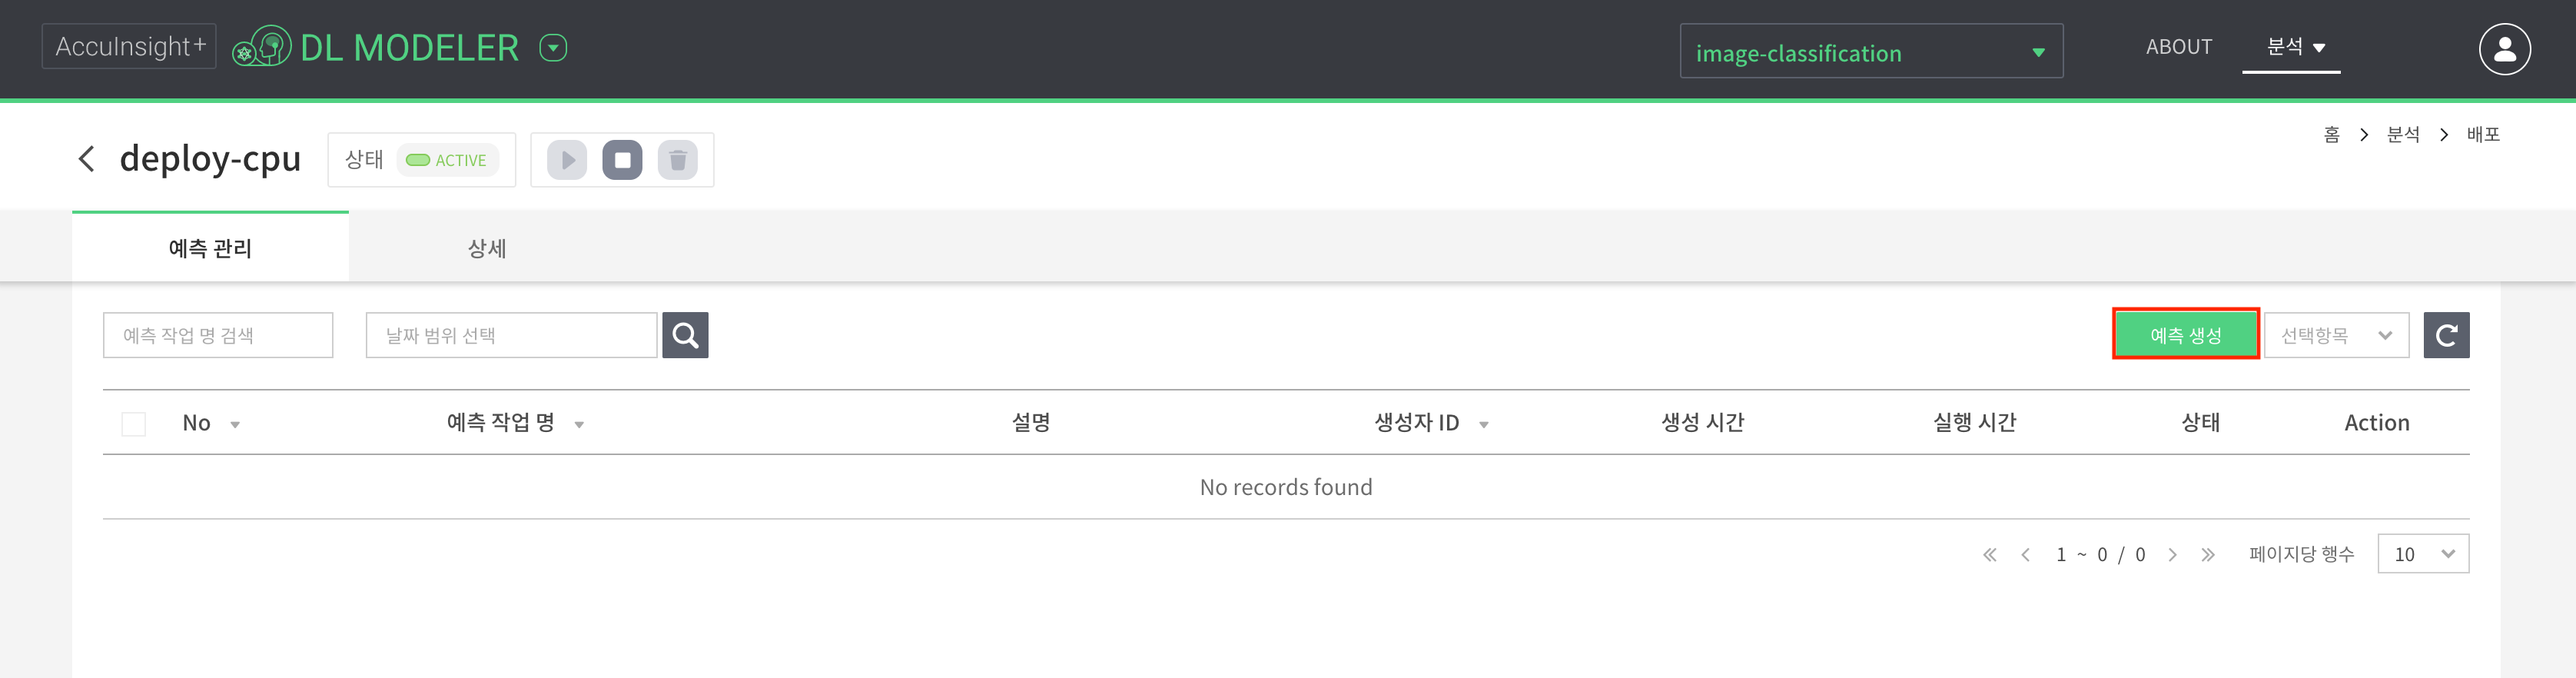 AccuInsight+ DL MODELER image-classification ABOUT 분석
deploy-cpu 상태 ACTIVE 홈 > 분석 > 배포
예측 관리 상세
예측 작업 명 검색 날짜 범위 선택 예측 생성 선택항목
No 예측 작업 명 설명 생성자 ID 생성 시간 실행 시간 상태 Action
No records found
1 ~ 0 / 0 페이지당 행수 10